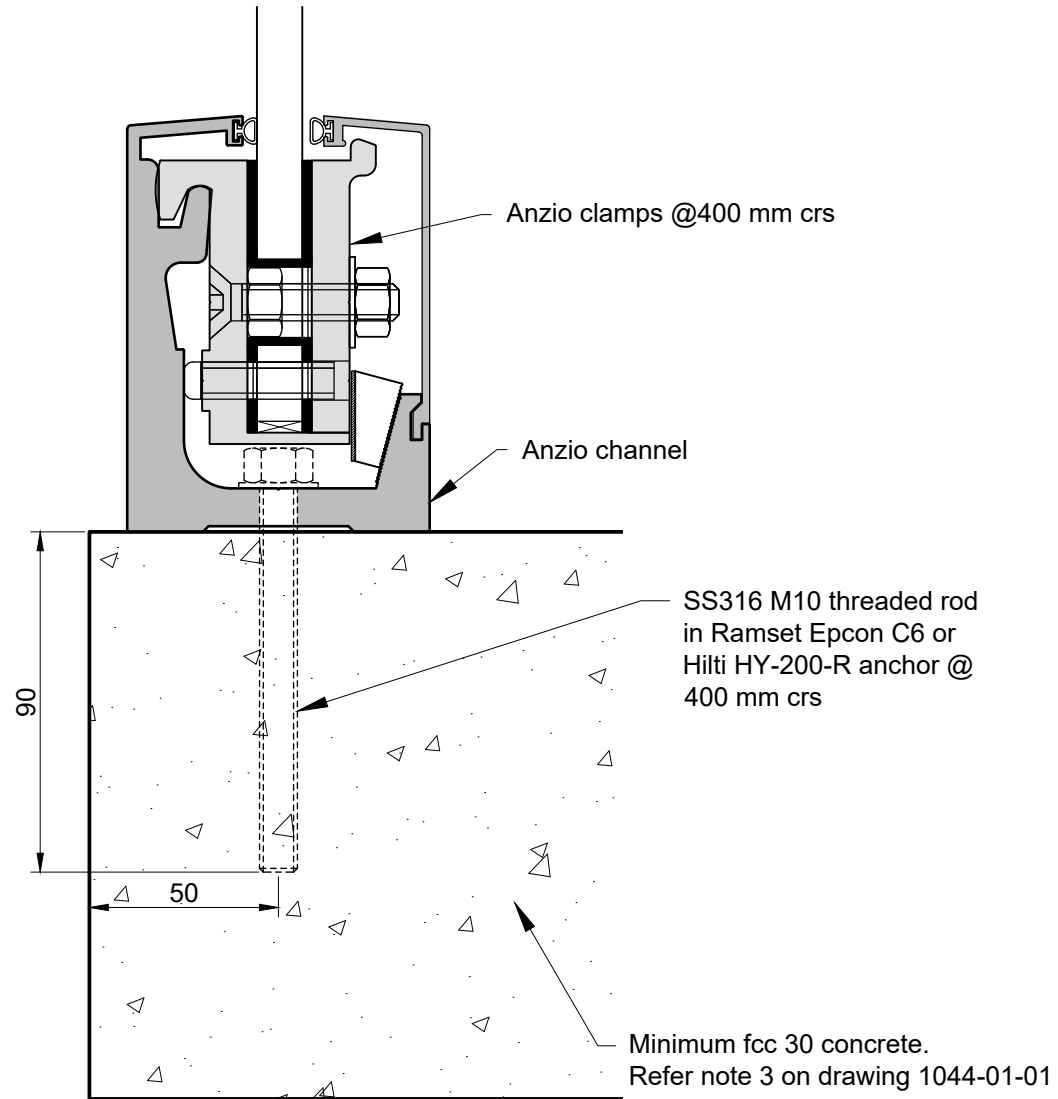 Anzio clamps @400 mm crs
Anzio channel
SS316 M10 threaded rod
in Ramset Epcon C6 or
Hilti HY-200-R anchor @
400 mm crs
90
50
Minimum fcc 30 concrete.
Refer note 3 on drawing 1044-01-01